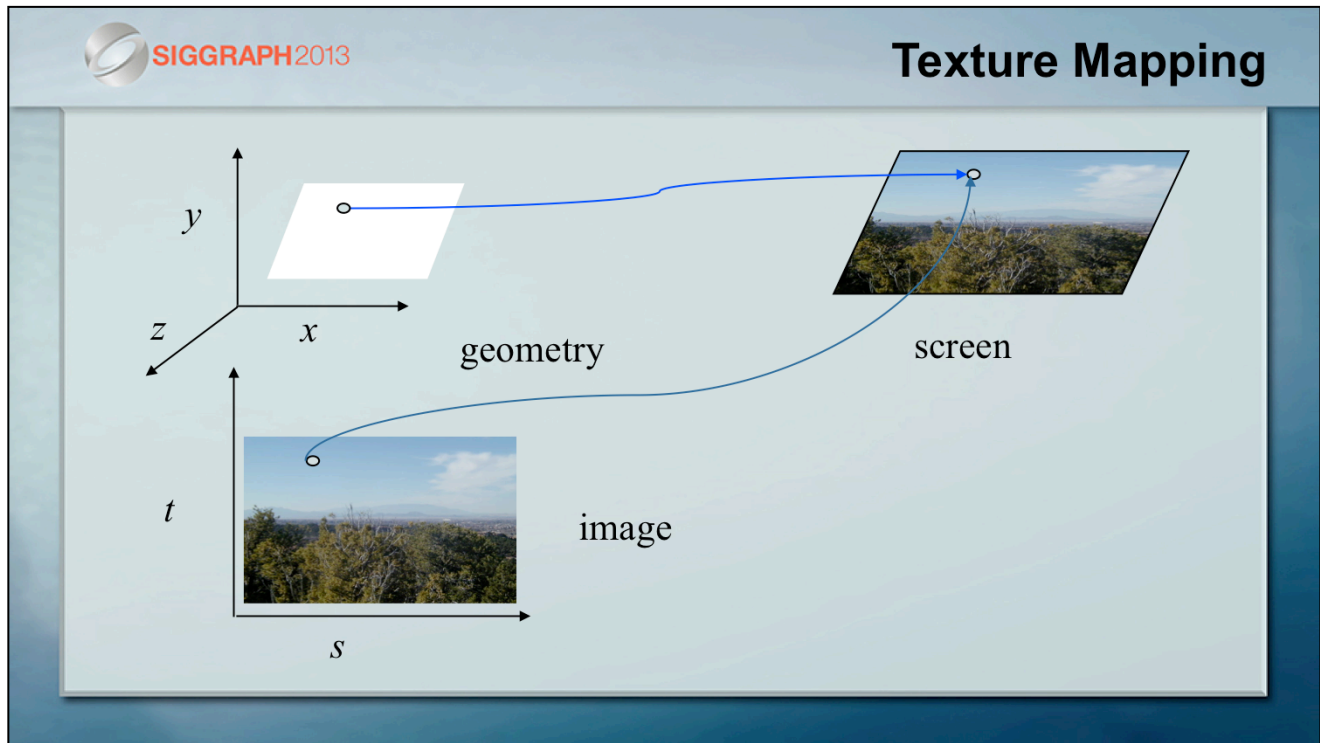 SIGGRAPH2013
Texture Mapping
y
z
x
geometry
screen
t
image
s